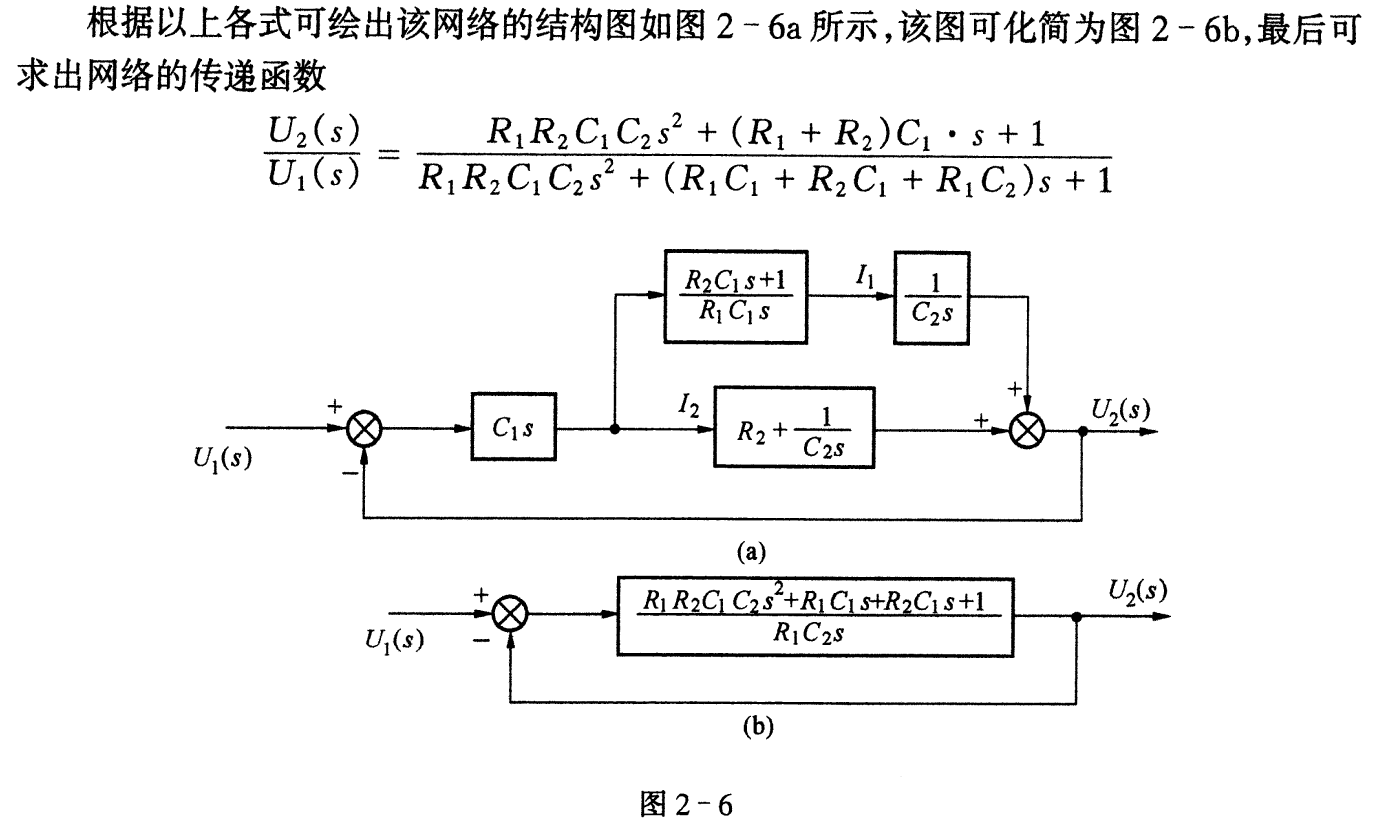 根据以上各式可绘出该网络的结构图如图 2-6a 所示,该图可化简为图 2-6b,最后可
求出网络的传递函数
U₂(s)/U₁(s) = (R₁R₂C₁C₂s² + (R₁ + R₂)C₁ · s + 1)/(R₁R₂C₁C₂s² + (R₁C₁ + R₂C₁ + R₁C₂)s + 1)
(R₂C₁s+1)/(R₁C₁s)
I₁
1/(C₂s)
+
+
U₁(s)
−
C₁s
I₂
R₂ + 1/(C₂s)
+
U₂(s)
(a)
+
U₁(s)
−
(R₁R₂C₁C₂s²+R₁C₁s+R₂C₁s+1)/(R₁C₂s)
U₂(s)
(b)
图 2-6